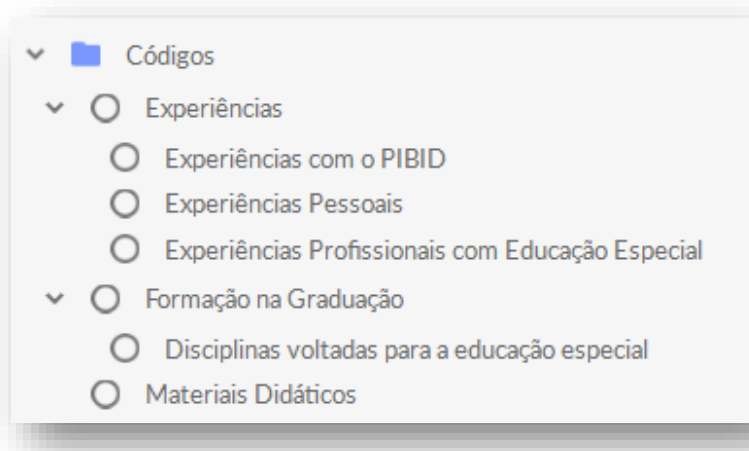 Códigos
Experiências
Experiências com o PIBID
Experiências Pessoais
Experiências Profissionais com Educação Especial
Formação na Graduação
Disciplinas voltadas para a educação especial
Materiais Didáticos